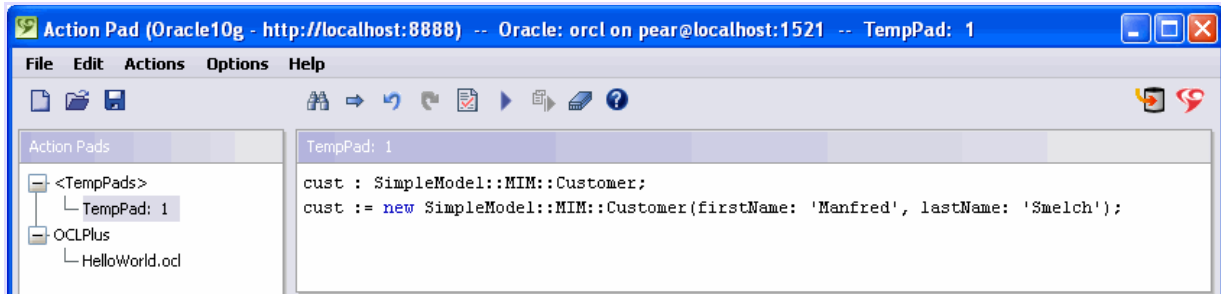 Action Pad (Oracle10g - http://localhost:8888) -- Oracle: orcl on pear@localhost:1521 -- TempPad: 1
File Edit Actions Options Help
Action Pads
<TempPads>
TempPad: 1
OCLPlus
HelloWorld.ocl
TempPad: 1
cust : SimpleModel::MIM::Customer;
cust := new SimpleModel::MIM::Customer(firstName: 'Manfred', lastName: 'Smelch');